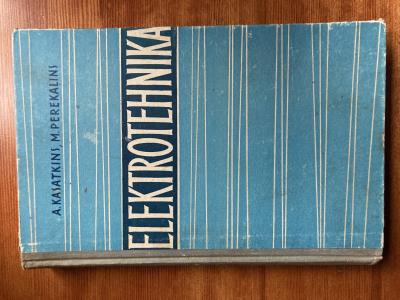 A. KASATKINS, M. PEREKALINS
ELEKTROTEHNIKA